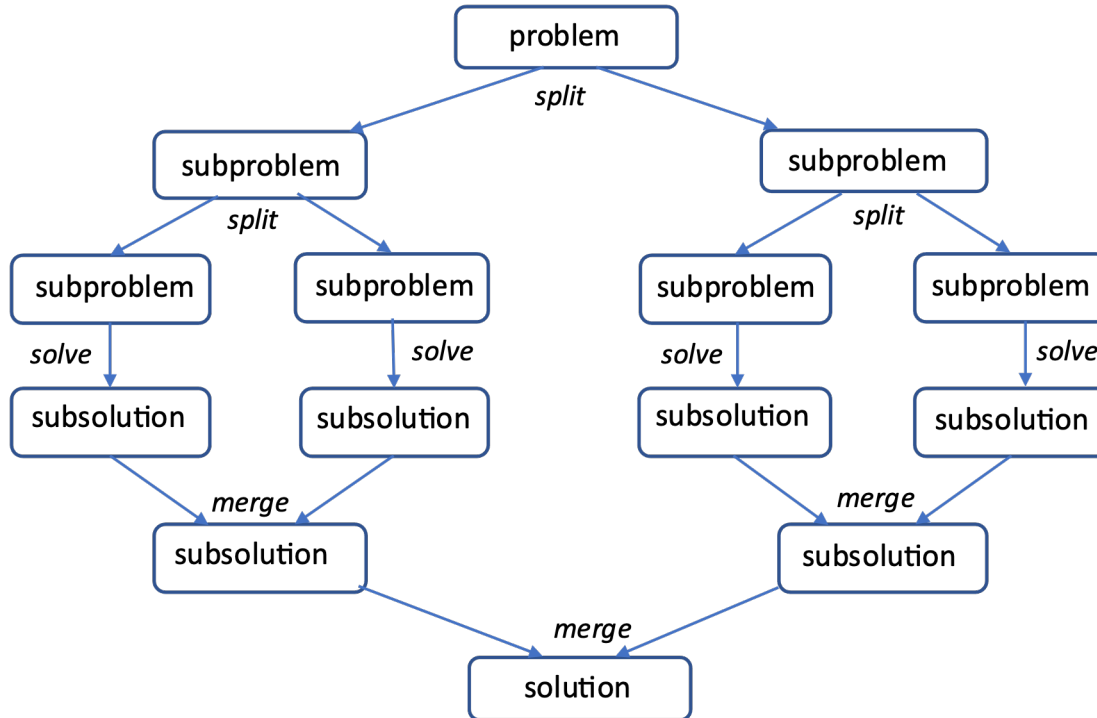 problem
split
subproblem
subproblem
split
split
subproblem
subproblem
subproblem
subproblem
solve
solve
solve
solve
subsolution
subsolution
subsolution
subsolution
merge
merge
subsolution
subsolution
merge
solution